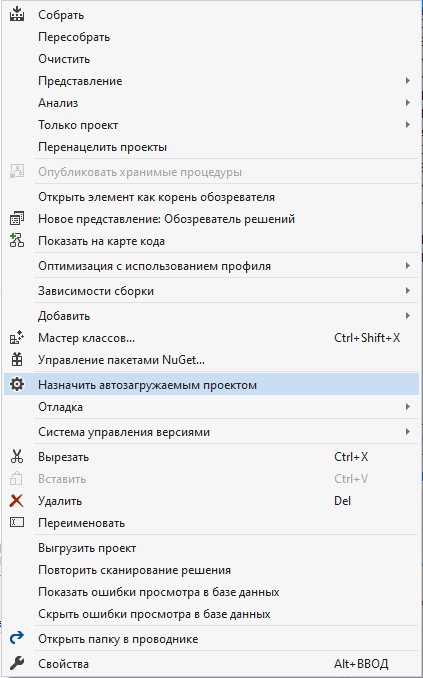 Собрать
Пересобрать
Очистить
Представление
Анализ
Только проект
Перенацелить проекты
Опубликовать хранимые процедуры
Открыть элемент как корень обозревателя
Новое представление: Обозреватель решений
Показать на карте кода
Оптимизация с использованием профиля
Зависимости сборки
Добавить
Мастер классов... Ctrl+Shift+X
Управление пакетами NuGet...
Назначить автозагружаемым проектом
Отладка
Система управления версиями
Вырезать Ctrl+X
Вставить Ctrl+V
Удалить Del
Переименовать
Выгрузить проект
Повторить сканирование решения
Показать ошибки просмотра в базе данных
Скрыть ошибки просмотра в базе данных
Открыть папку в проводнике
Свойства Alt+ВВОД